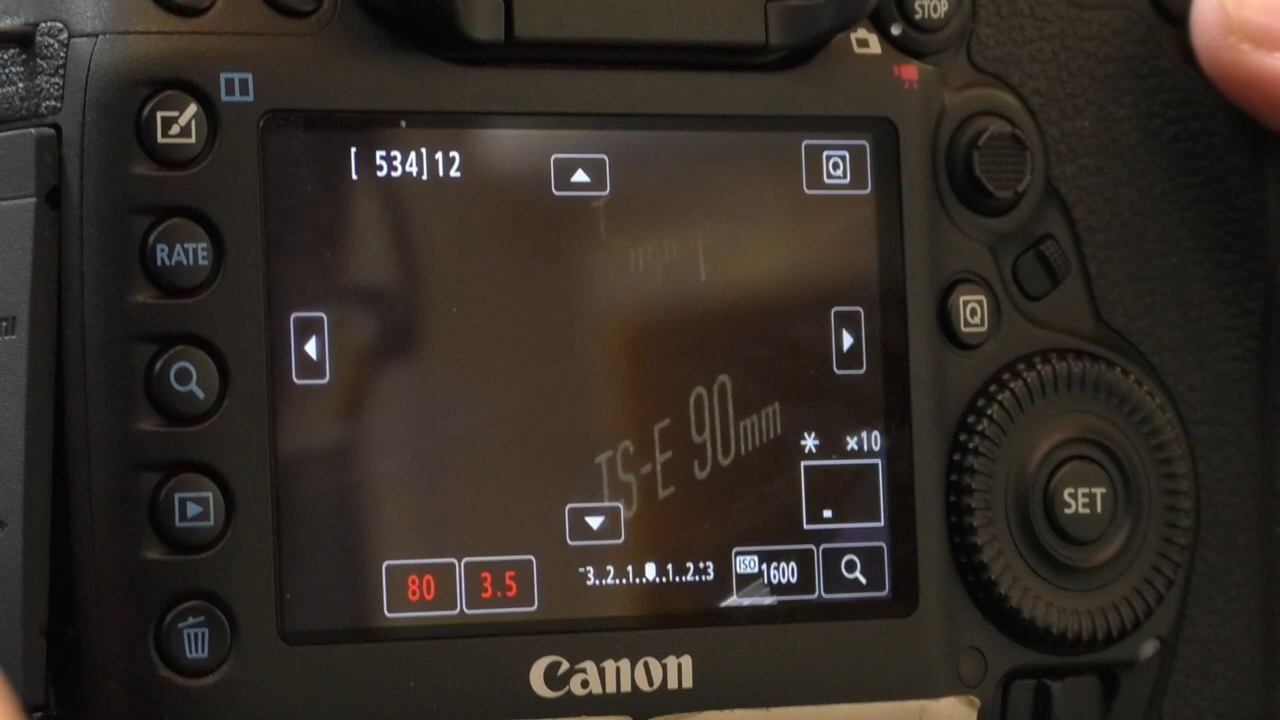 STOP
[ 534]12
Q
RATE
Q
TS-E 90mm
×10
SET
80 3.5 -3..2..1..0..1..2.+3 ISO 1600
Canon